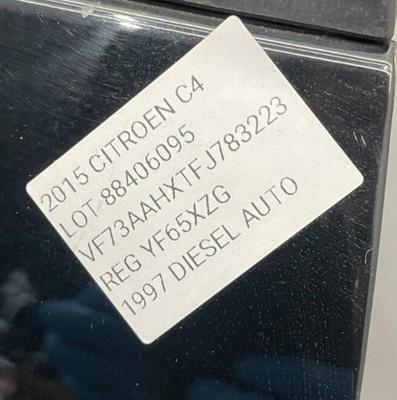 2015 CITROEN C4
LOT 88406095
VF73AAHXTFJ783223
REG YF65XZG
1997 DIESEL AUTO